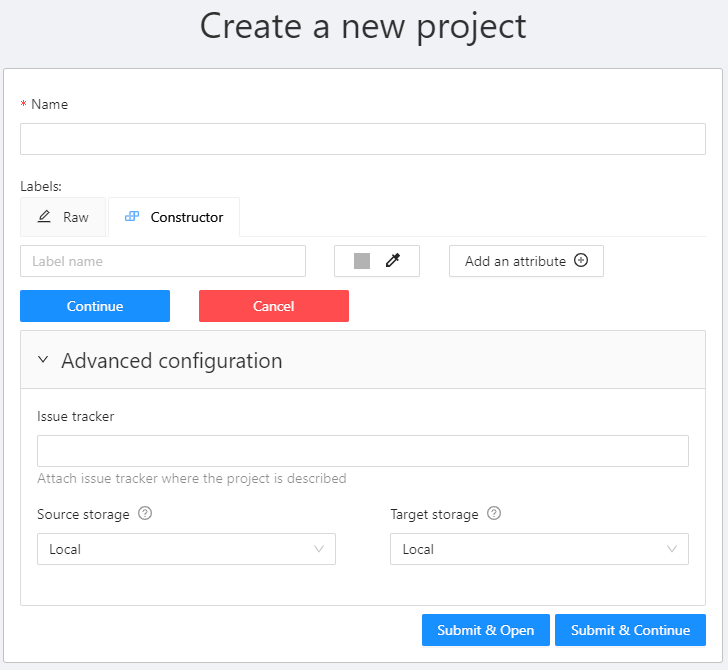 Create a new project
* Name
Labels:
Raw Constructor
Label name Add an attribute
Continue Cancel
Advanced configuration
Issue tracker
Attach issue tracker where the project is described
Source storage Target storage
Local Local
Submit & Open Submit & Continue